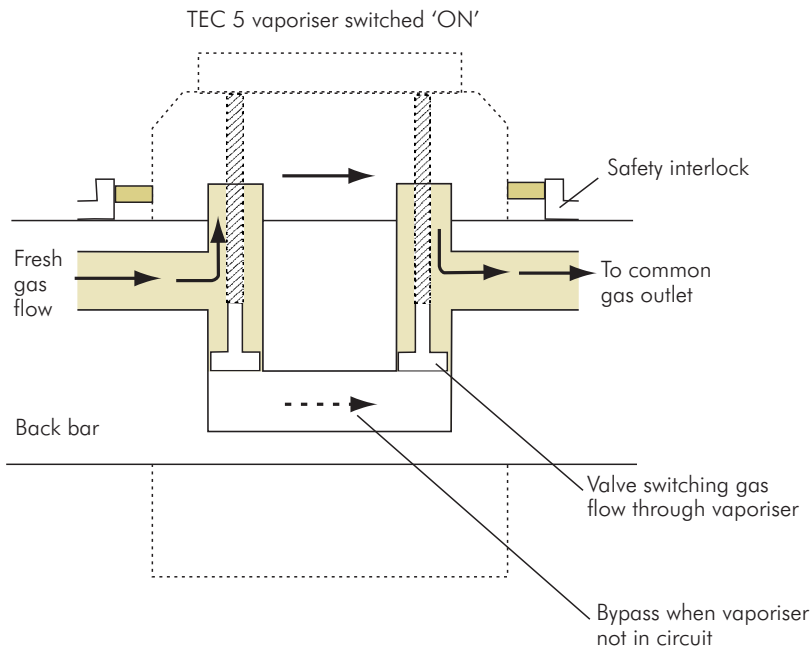 TEC 5 vaporiser switched ‘ON’
Safety interlock
Fresh
gas
flow
To common
gas outlet
Back bar
Valve switching gas
flow through vaporiser
Bypass when vaporiser
not in circuit